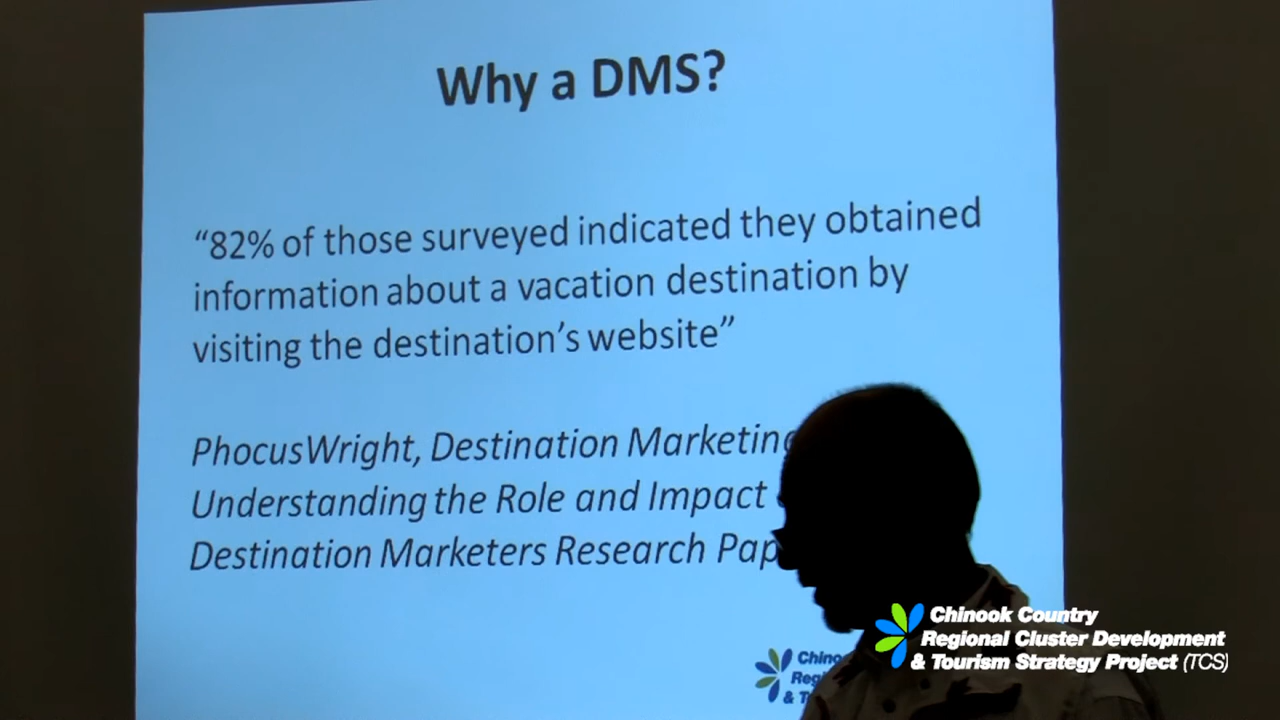 Why a DMS?
“82% of those surveyed indicated they obtained
information about a vacation destination by
visiting the destination’s website”
PhocusWright, Destination Marketing
Understanding the Role and Impact
Destination Marketers Research Pap
Chinook Country
Regional Cluster Development
& Tourism Strategy Project (TCS)